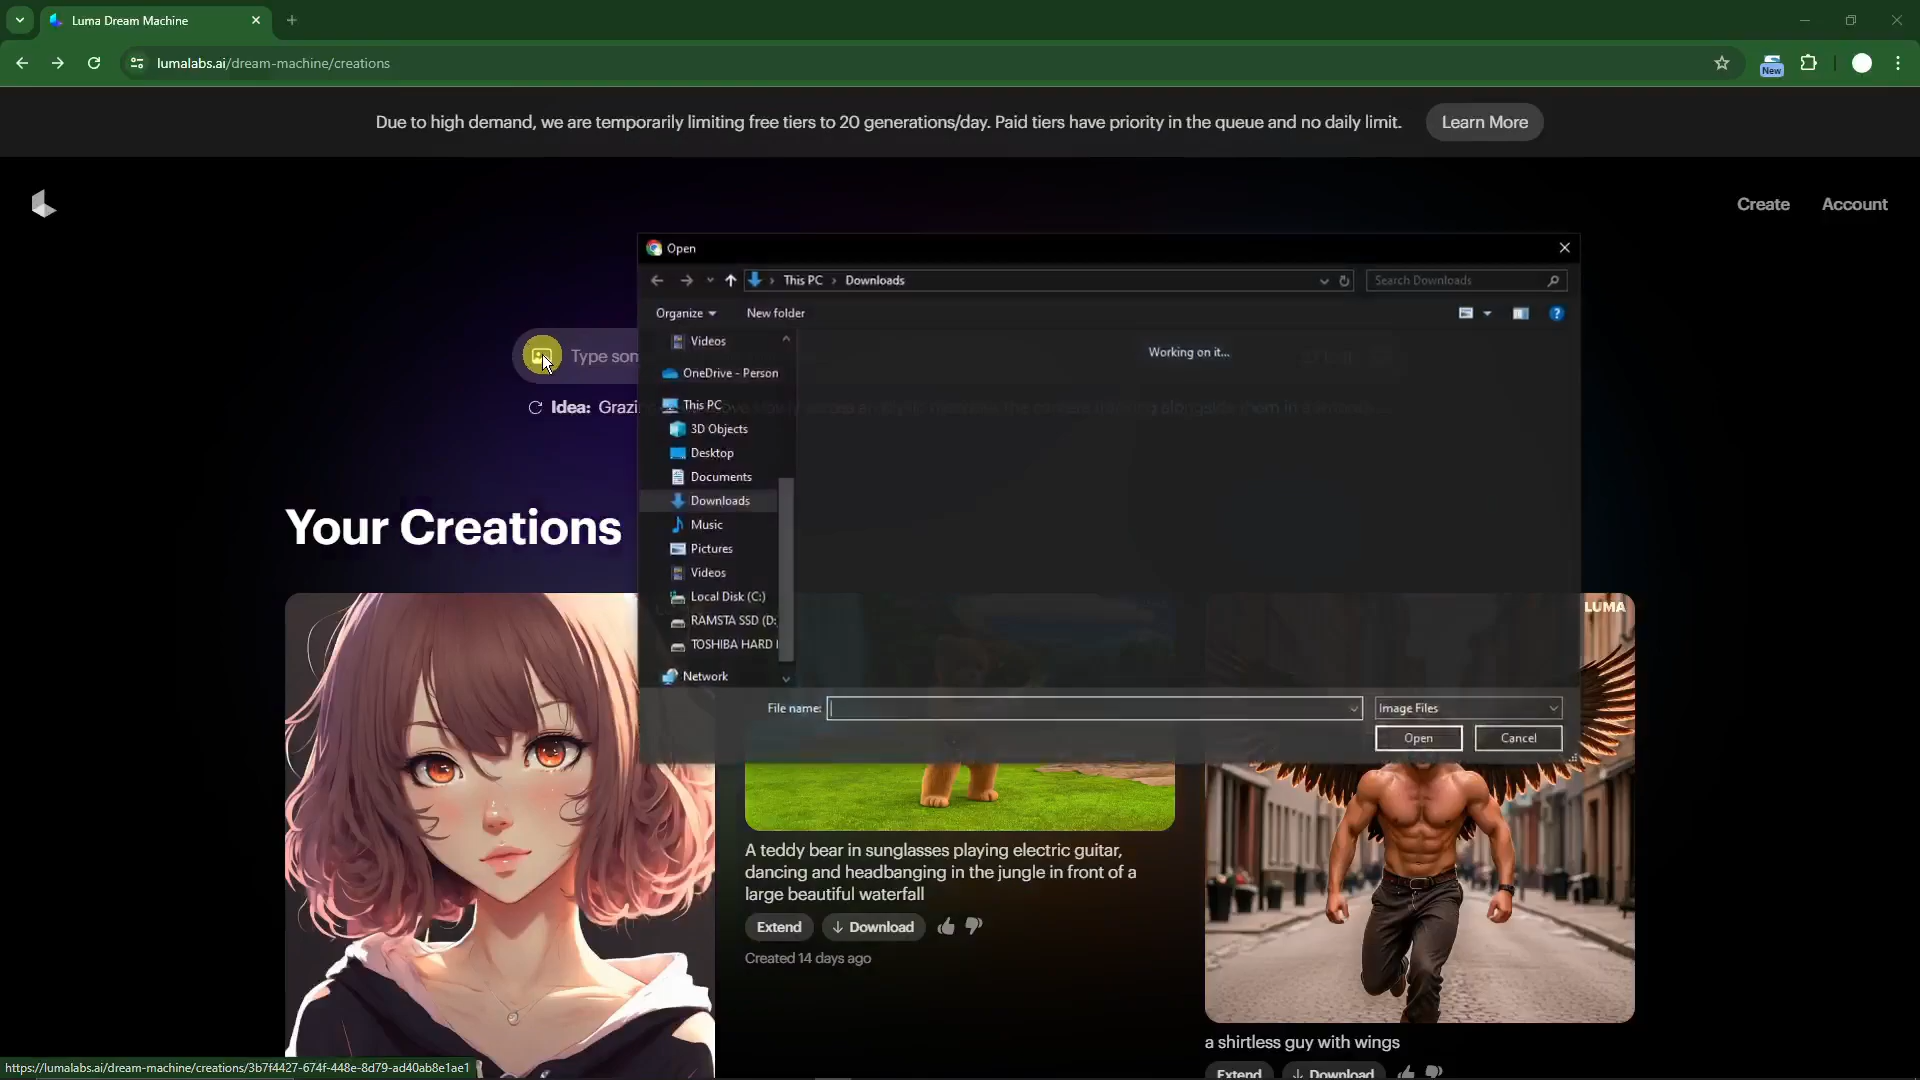 Luma Dream Machine
lumalabs.ai/dream-machine/creations
New
Due to high demand, we are temporarily limiting free tiers to 20 generations/day. Paid tiers have priority in the queue and no daily limit.
Learn More
Create
Account
Open
This PC
Downloads
Search Downloads
Organize
New folder
Videos
Working on it...
OneDrive - Person
This PC
3D Objects
Desktop
Documents
Downloads
Music
Pictures
Videos
Local Disk (C:)
RAMSTA SSD (D:
TOSHIBA HARD
Network
File name:
Image Files
Open
Cancel
Type som
Idea: Grazi
Your Creations
LUMA
A teddy bear in sunglasses playing electric guitar,
dancing and headbanging in the jungle in front of a
large beautiful waterfall
Extend
Download
Created 14 days ago
a shirtless guy with wings
Extend
Download
https://lumalabs.ai/dream-machine/creations/3b7f4427-674f-448e-8d79-ad40ab8e1ae1